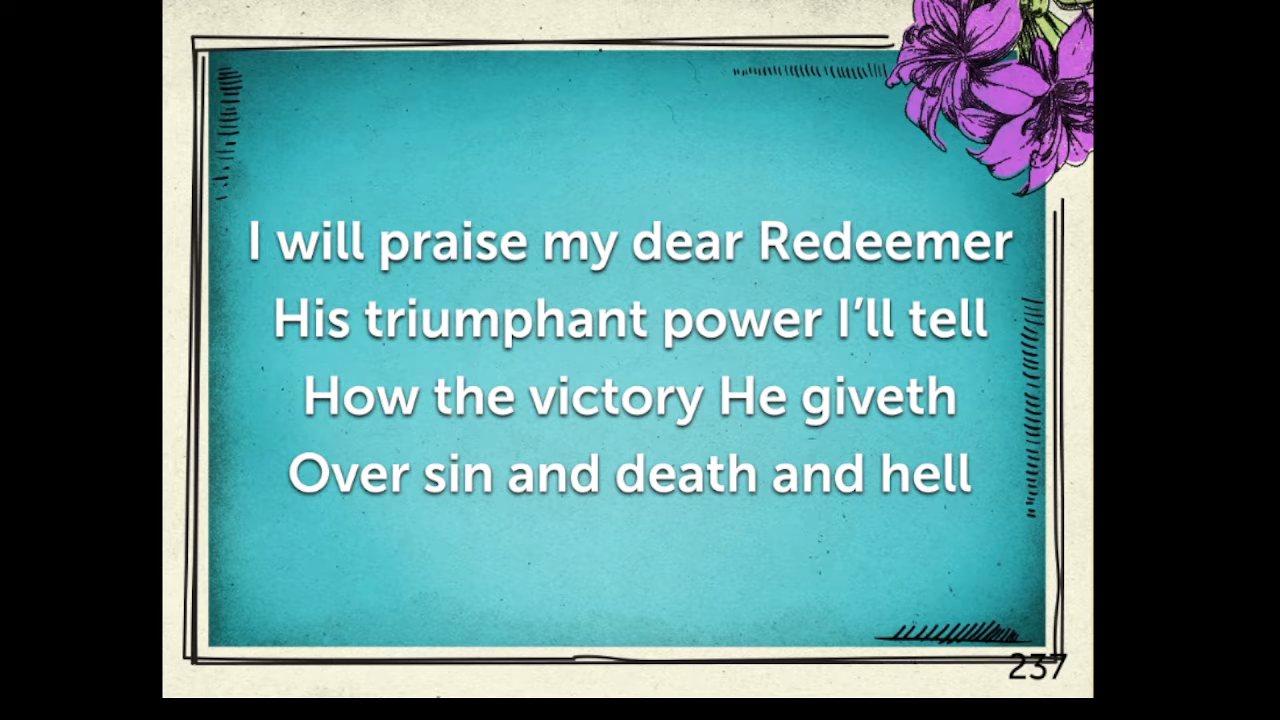 I will praise my dear Redeemer
His triumphant power I’ll tell
How the victory He giveth
Over sin and death and hell
237